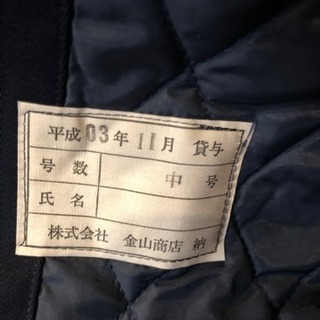 平成03年11月 貸与
号数 中号
氏名
株式会社 金山商店 納